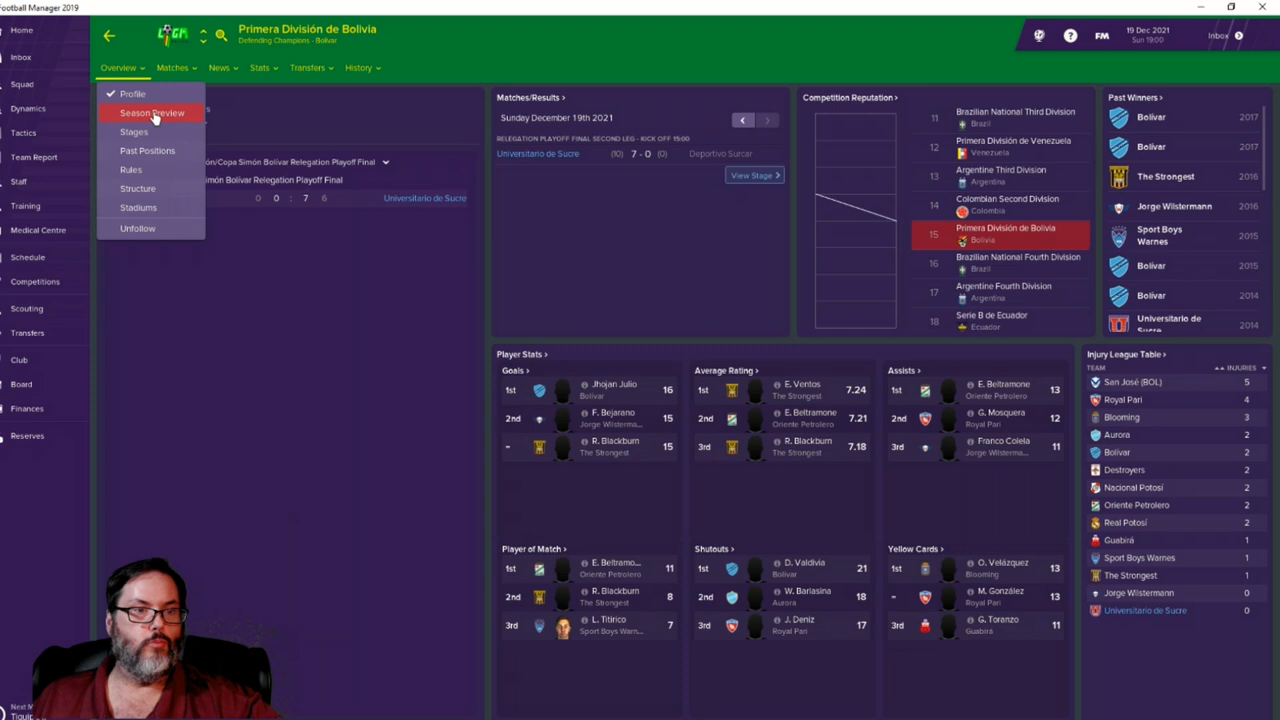 Football Manager 2019
Primera División de Bolivia
Defending Champions - Bolívar
19 Dec 2021
Sun 19:00
Inbox
FM
Overview Matches News Stats Transfers History
Home
Inbox
Squad
Dynamics
Tactics
Team Report
Staff
Training
Medical Centre
Schedule
Competitions
Scouting
Transfers
Club
Board
Finances
Reserves
Profile
Season Preview
Stages
Past Positions
Rules
Structure
Stadiums
Unfollow
ón/Copa Simón Bolívar Relegation Playoff Final
imón Bolívar Relegation Playoff Final
0 0 : 7 6 Universitario de Sucre
Matches/Results
Sunday December 19th 2021
RELEGATION PLAYOFF FINAL SECOND LEG - KICK OFF 15:00
Universitario de Sucre (10) 7 - 0 (0) Deportivo Surcar
View Stage
Competition Reputation
11 Brazilian National Third Division
Brazil
12 Primera División de Venezuela
Venezuela
13 Argentine Third Division
Argentina
14 Colombian Second Division
Colombia
15 Primera División de Bolivia
Bolivia
16 Brazilian National Fourth Division
Brazil
17 Argentine Fourth Division
Argentina
18 Serie B de Ecuador
Ecuador
Past Winners
Bolívar 2017
Bolívar 2017
The Strongest 2016
Jorge Wilstermann 2016
Sport Boys
Warnes 2015
Bolívar 2015
Bolívar 2014
Universitario de
Sucre 2014
Player Stats
Goals
1st Jhojan Julio 16
Bolívar
2nd F. Bejarano 15
Jorge Wilsterma...
- R. Blackburn 15
The Strongest
Average Rating
1st E. Ventos 7.24
The Strongest
2nd E. Beltramone 7.21
Oriente Petrolero
3rd R. Blackburn 7.18
The Strongest
Assists
1st E. Beltramone 13
Oriente Petrolero
2nd G. Mosquera 12
Royal Pari
3rd Franco Colela 11
Jorge Wilsterma...
Player of Match
1st E. Beltramo... 11
Oriente Petrolero
2nd R. Blackburn 8
The Strongest
3rd L. Titirico 7
Sport Boys Warn...
Shutouts
1st D. Valdivia 21
Bolívar
2nd W. Barlasina 18
Aurora
3rd J. Deniz 17
Royal Pari
Yellow Cards
1st O. Velázquez 13
Blooming
- M. González 13
Royal Pari
3rd G. Toranzo 11
Guabirá
Injury League Table
TEAM INJURIES
San José (BOL) 5
Royal Pari 4
Blooming 3
Aurora 2
Bolívar 2
Destroyers 2
Nacional Potosí 2
Oriente Petrolero 2
Real Potosí 2
Guabirá 1
Sport Boys Warnes 1
The Strongest 1
Jorge Wilstermann 0
Universitario de Sucre 0
Next M